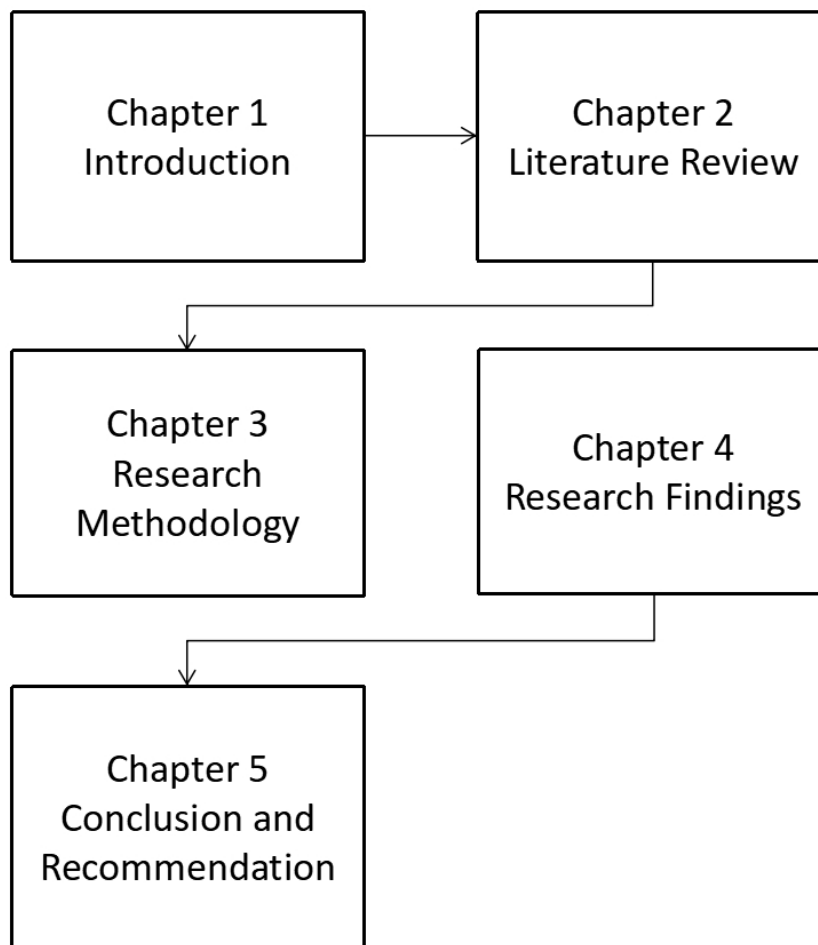 Chapter 1
Introduction
Chapter 2
Literature Review
Chapter 3
Research
Methodology
Chapter 4
Research Findings
Chapter 5
Conclusion and
Recommendation